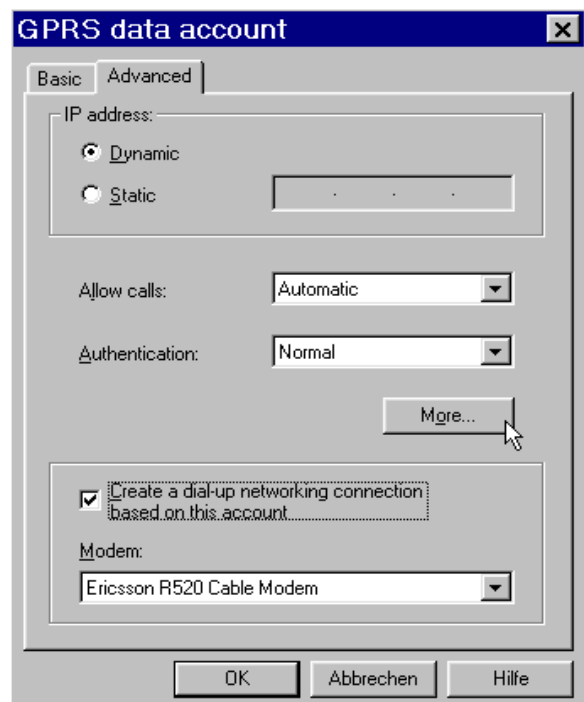 GPRS data account
Basic Advanced
IP address:
Dynamic
Static . . .
Allow calls: Automatic
Authentication: Normal
More...
Create a dial-up networking connection
based on this account
Modem:
Ericsson R520 Cable Modem
OK Abbrechen Hilfe